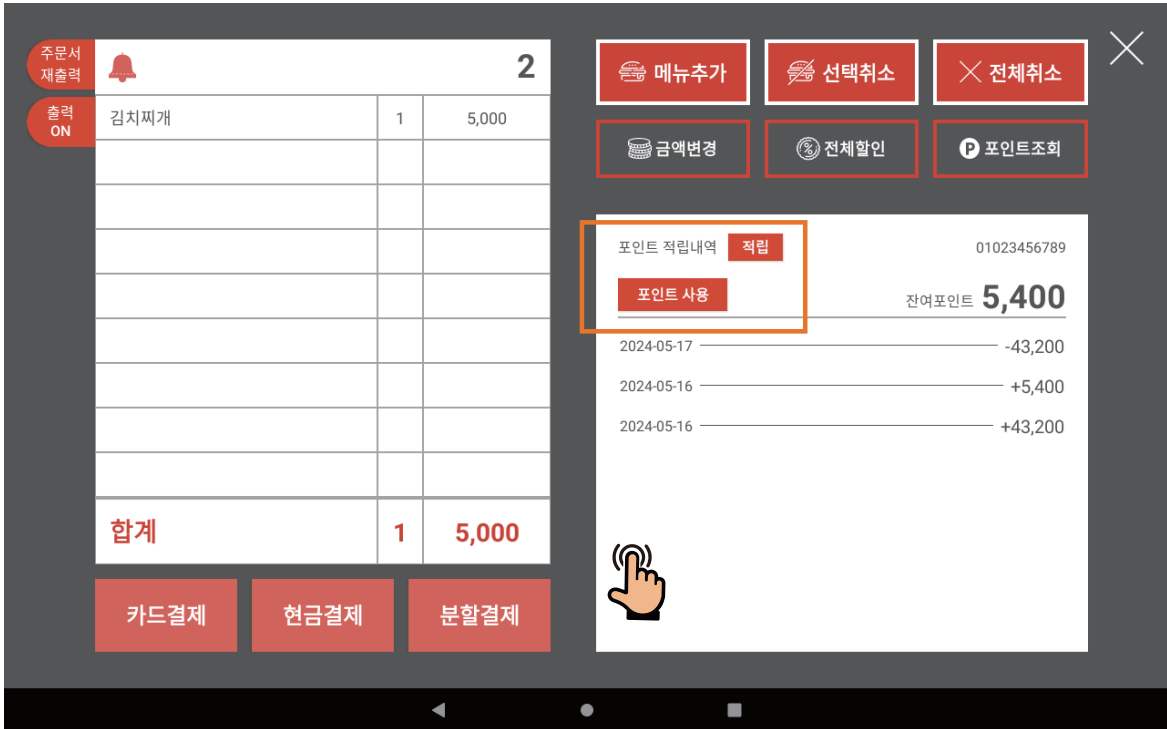 주문서
재출력
출력
ON
2
김치찌개 1 5,000
합계 1 5,000
카드결제 현금결제 분할결제
메뉴추가 선택취소 전체취소
금액변경 전체할인 P 포인트조회
포인트 적립내역 적립 01023456789
포인트 사용 잔여포인트 5,400
2024-05-17 -43,200
2024-05-16 +5,400
2024-05-16 +43,200